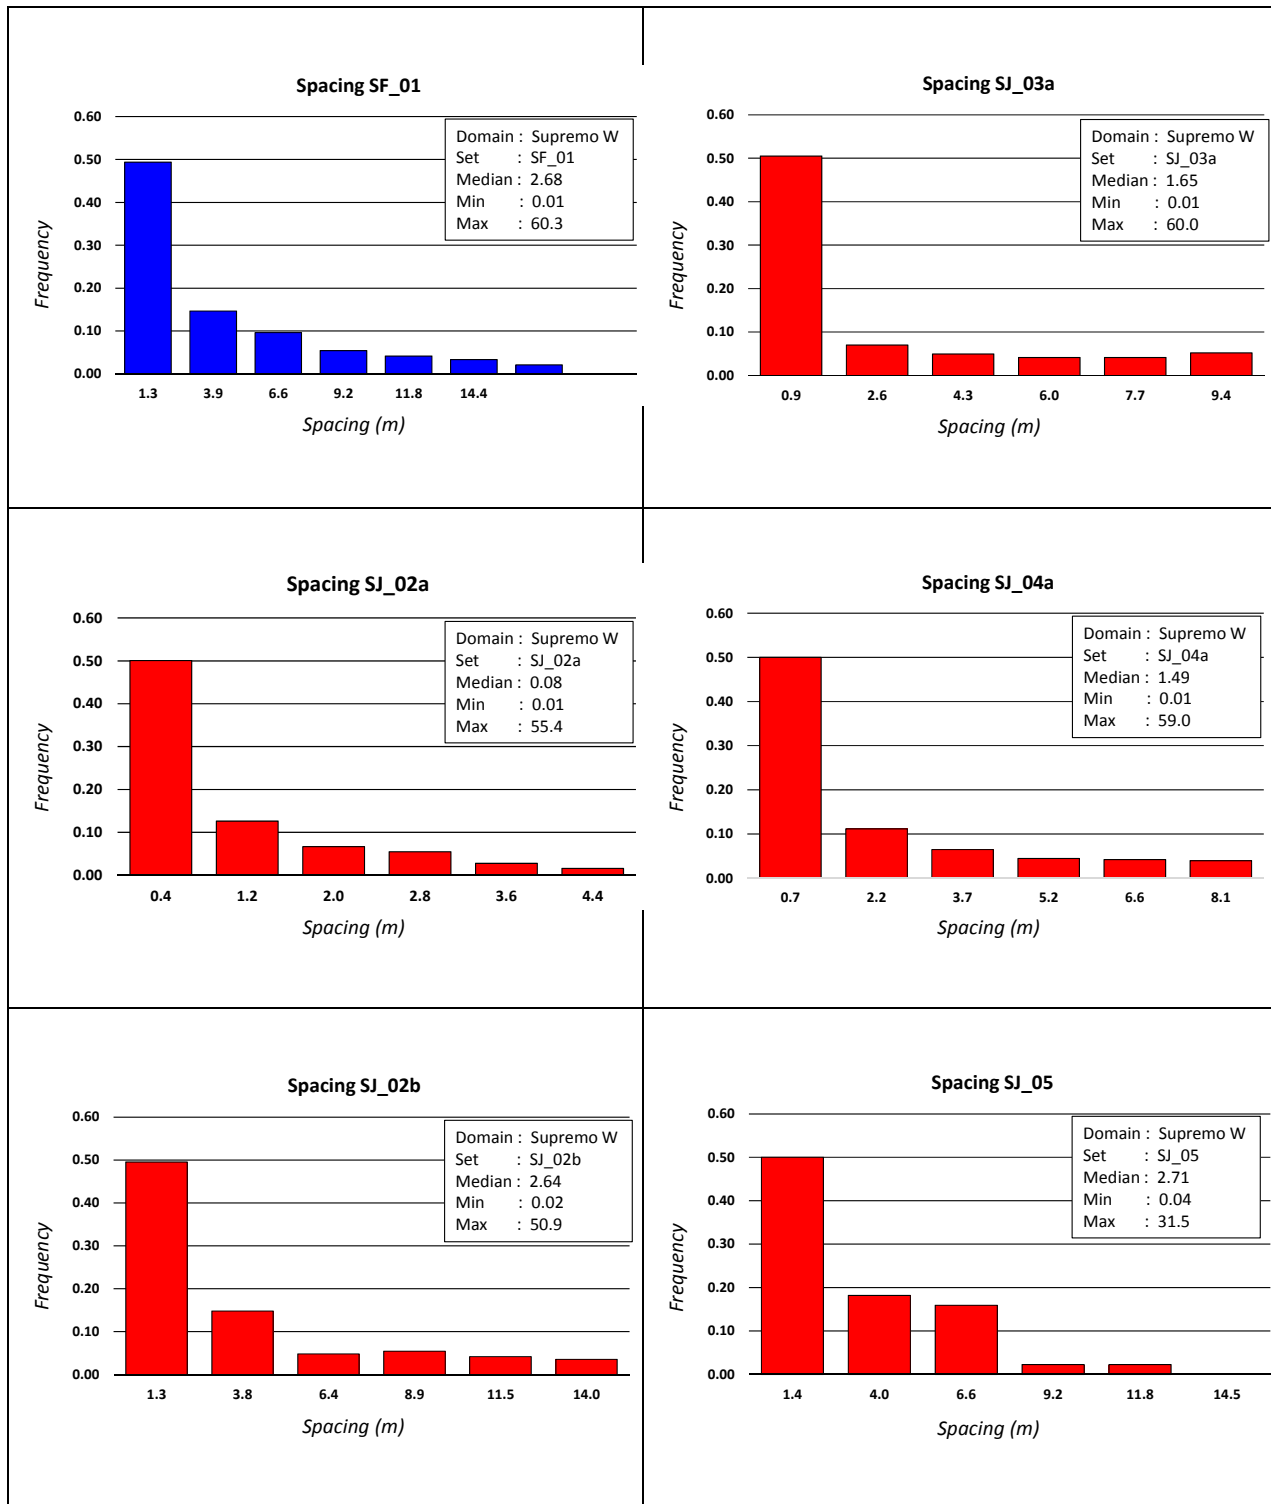 Spacing SF_01
0.60
0.50
0.40
0.30
0.20
0.10
0.00
Frequency
Domain : Supremo W
Set : SF_01
Median : 2.68
Min : 0.01
Max : 60.3
1.3 3.9 6.6 9.2 11.8 14.4
Spacing (m)
Spacing SJ_03a
0.60
0.50
0.40
0.30
0.20
0.10
0.00
Frequency
Domain : Supremo W
Set : SJ_03a
Median : 1.65
Min : 0.01
Max : 60.0
0.9 2.6 4.3 6.0 7.7 9.4
Spacing (m)
Spacing SJ_02a
0.60
0.50
0.40
0.30
0.20
0.10
0.00
Frequency
Domain : Supremo W
Set : SJ_02a
Median : 0.08
Min : 0.01
Max : 55.4
0.4 1.2 2.0 2.8 3.6 4.4
Spacing (m)
Spacing SJ_04a
0.60
0.50
0.40
0.30
0.20
0.10
0.00
Frequency
Domain : Supremo W
Set : SJ_04a
Median : 1.49
Min : 0.01
Max : 59.0
0.7 2.2 3.7 5.2 6.6 8.1
Spacing (m)
Spacing SJ_02b
0.60
0.50
0.40
0.30
0.20
0.10
0.00
Frequency
Domain : Supremo W
Set : SJ_02b
Median : 2.64
Min : 0.02
Max : 50.9
1.3 3.8 6.4 8.9 11.5 14.0
Spacing (m)
Spacing SJ_05
0.60
0.50
0.40
0.30
0.20
0.10
0.00
Frequency
Domain : Supremo W
Set : SJ_05
Median : 2.71
Min : 0.04
Max : 31.5
1.4 4.0 6.6 9.2 11.8 14.5
Spacing (m)